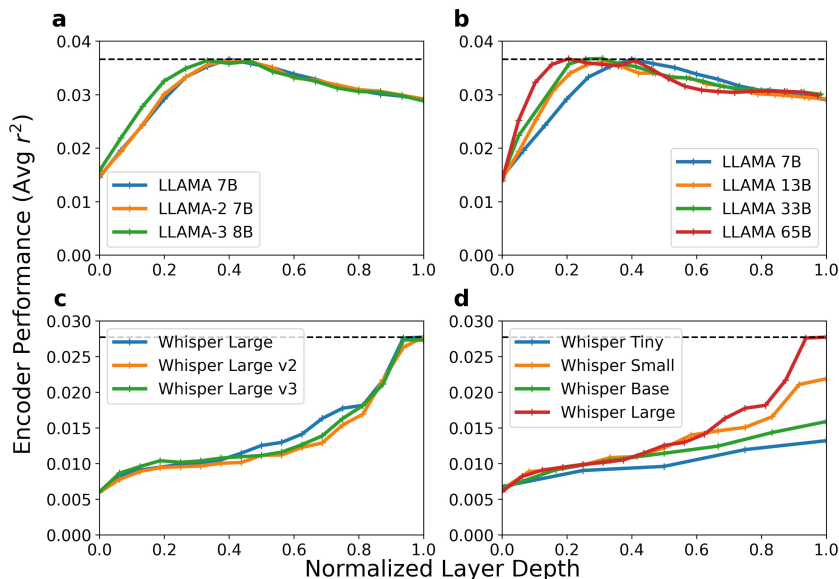 a
b
Encoder Performance (Avg r²)
0.04
0.03
0.02
0.01
0.00
LLAMA 7B
LLAMA-2 7B
LLAMA-3 8B
0.0 0.2 0.4 0.6 0.8 1.0
0.04
0.03
0.02
0.01
0.00
LLAMA 7B
LLAMA 13B
LLAMA 33B
LLAMA 65B
0.0 0.2 0.4 0.6 0.8 1.0
c
d
0.030
0.025
0.020
0.015
0.010
0.005
0.000
Whisper Large
Whisper Large v2
Whisper Large v3
0.0 0.2 0.4 0.6 0.8 1.0
0.030
0.025
0.020
0.015
0.010
0.005
0.000
Whisper Tiny
Whisper Small
Whisper Base
Whisper Large
0.0 0.2 0.4 0.6 0.8 1.0
Normalized Layer Depth